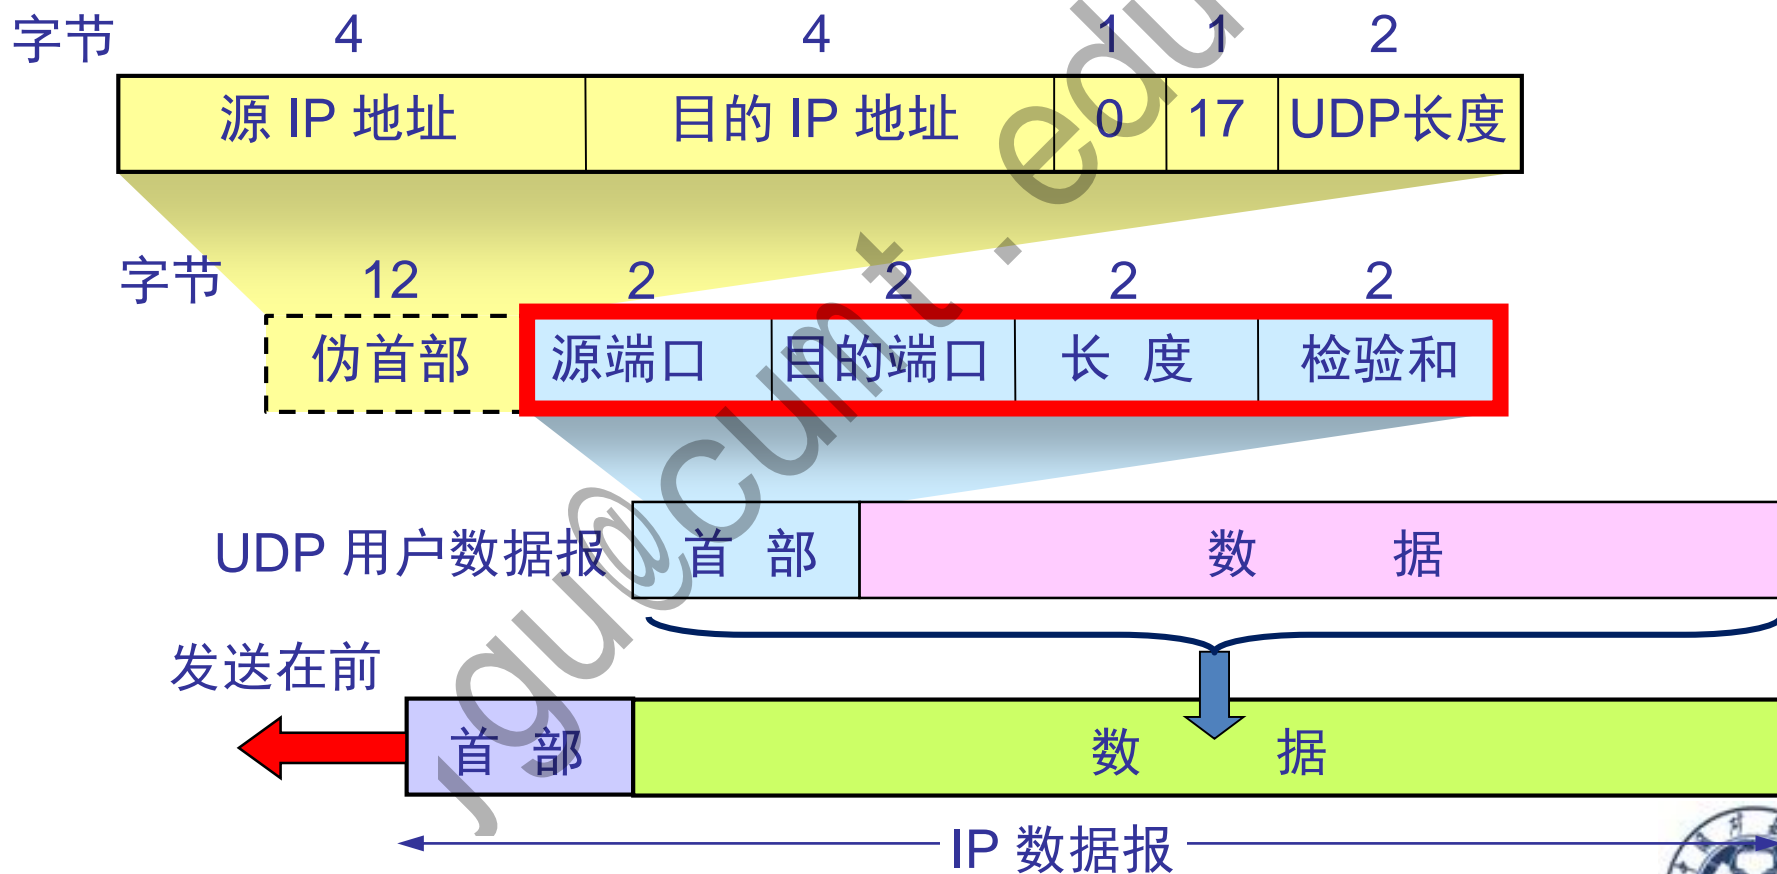 字节 4 4 1 1 2
源 IP 地址 目的 IP 地址 0 17 UDP长度
字节 12 2 2 2 2
伪首部 源端口 目的端口 长 度 检验和
UDP 用户数据报 首 部 数 据
发送在前
首 部 数 据
IP 数据报
gu@cumt.edu